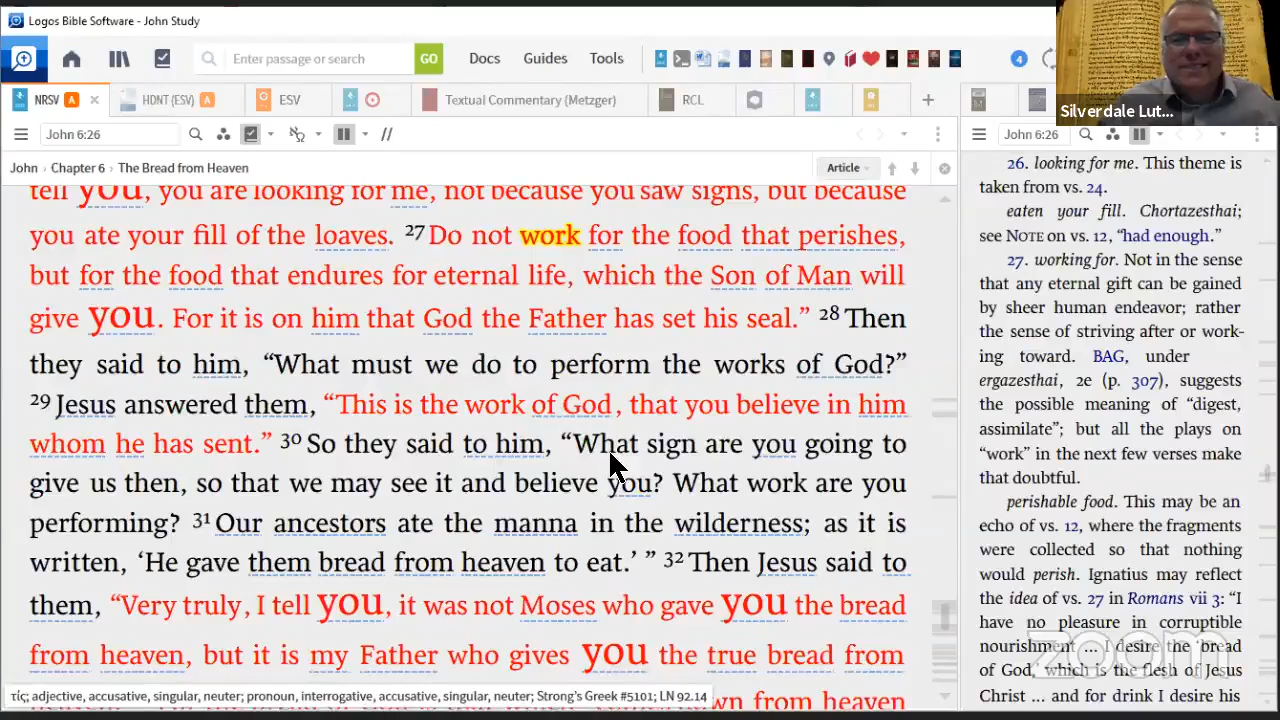 Logos Bible Software - John Study
Enter passage or search
GO
Docs
Guides
Tools
4
Silverdale Lut...
NRSV A
HDNT (ESV) A
ESV
Textual Commentary (Metzger)
RCL
John 6:26
John 6:26
John › Chapter 6 › The Bread from Heaven
Article
tell you, you are looking for me, not because you saw signs, but because
you ate your fill of the loaves. 27 Do not work for the food that perishes,
but for the food that endures for eternal life, which the Son of Man will
give you. For it is on him that God the Father has set his seal.” 28 Then
they said to him, “What must we do to perform the works of God?”
29 Jesus answered them, “This is the work of God, that you believe in him
whom he has sent.” 30 So they said to him, “What sign are you going to
give us then, so that we may see it and believe you? What work are you
performing? 31 Our ancestors ate the manna in the wilderness; as it is
written, ‘He gave them bread from heaven to eat.’ ” 32 Then Jesus said to
them, “Very truly, I tell you, it was not Moses who gave you the bread
from heaven, but it is my Father who gives you the true bread from
from heaven
τίς; adjective, accusative, singular, neuter; pronoun, interrogative, accusative, singular, neuter; Strong’s Greek #5101; LN 92.14
26. looking for me. This theme is
taken from vs. 24.
eaten your fill. Chortazesthai;
see NOTE on vs. 12, “had enough.”
27. working for. Not in the sense
that any eternal gift can be gained
by sheer human endeavor; rather
the sense of striving after or work-
ing toward. BAG, under
ergazesthai, 2e (p. 307), suggests
the possible meaning of “digest,
assimilate”; but all the plays on
“work” in the next few verses make
that doubtful.
perishable food. This may be an
echo of vs. 12, where the fragments
were collected so that nothing
would perish. Ignatius may reflect
the idea of vs. 27 in Romans vii 3: “I
have no pleasure in corruptible
nourishment ... I desire the bread
of God, which is the flesh of Jesus
Christ ... and for drink I desire his
zoom